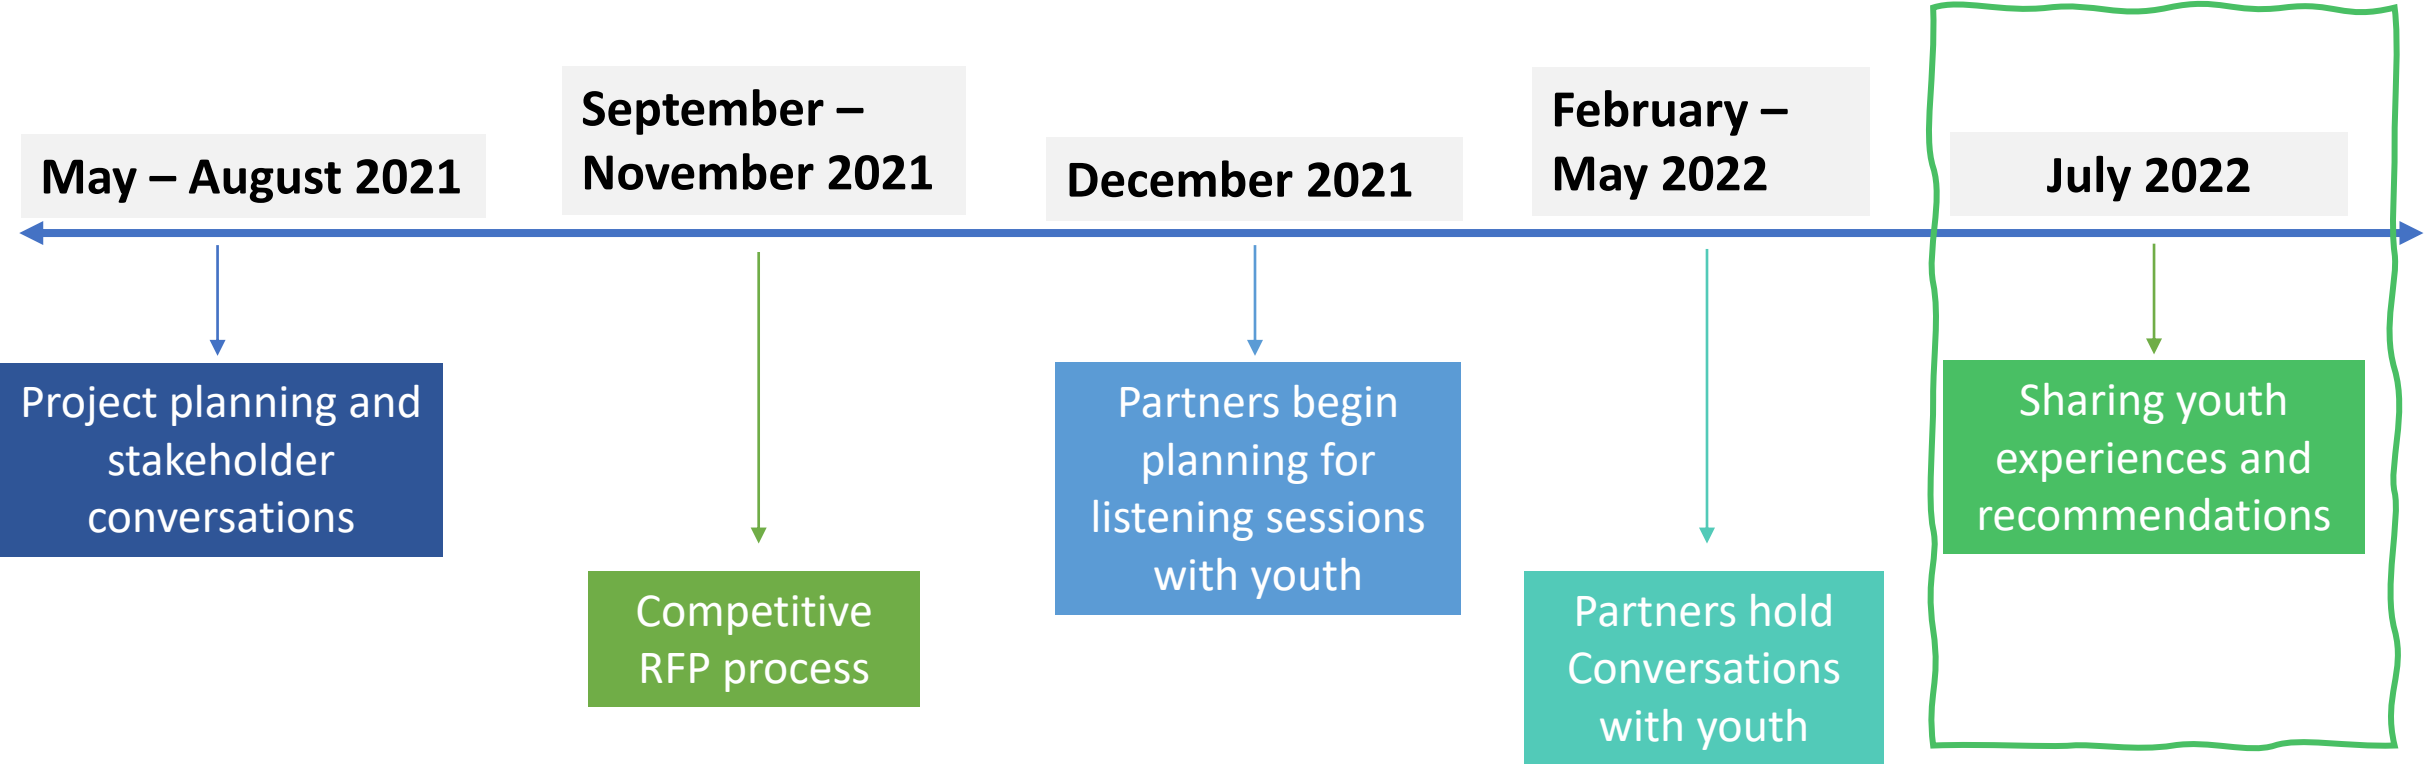 May – August 2021
September –
November 2021
December 2021
February –
May 2022
July 2022
Project planning and
stakeholder
conversations
Competitive
RFP process
Partners begin
planning for
listening sessions
with youth
Partners hold
Conversations
with youth
Sharing youth
experiences and
recommendations